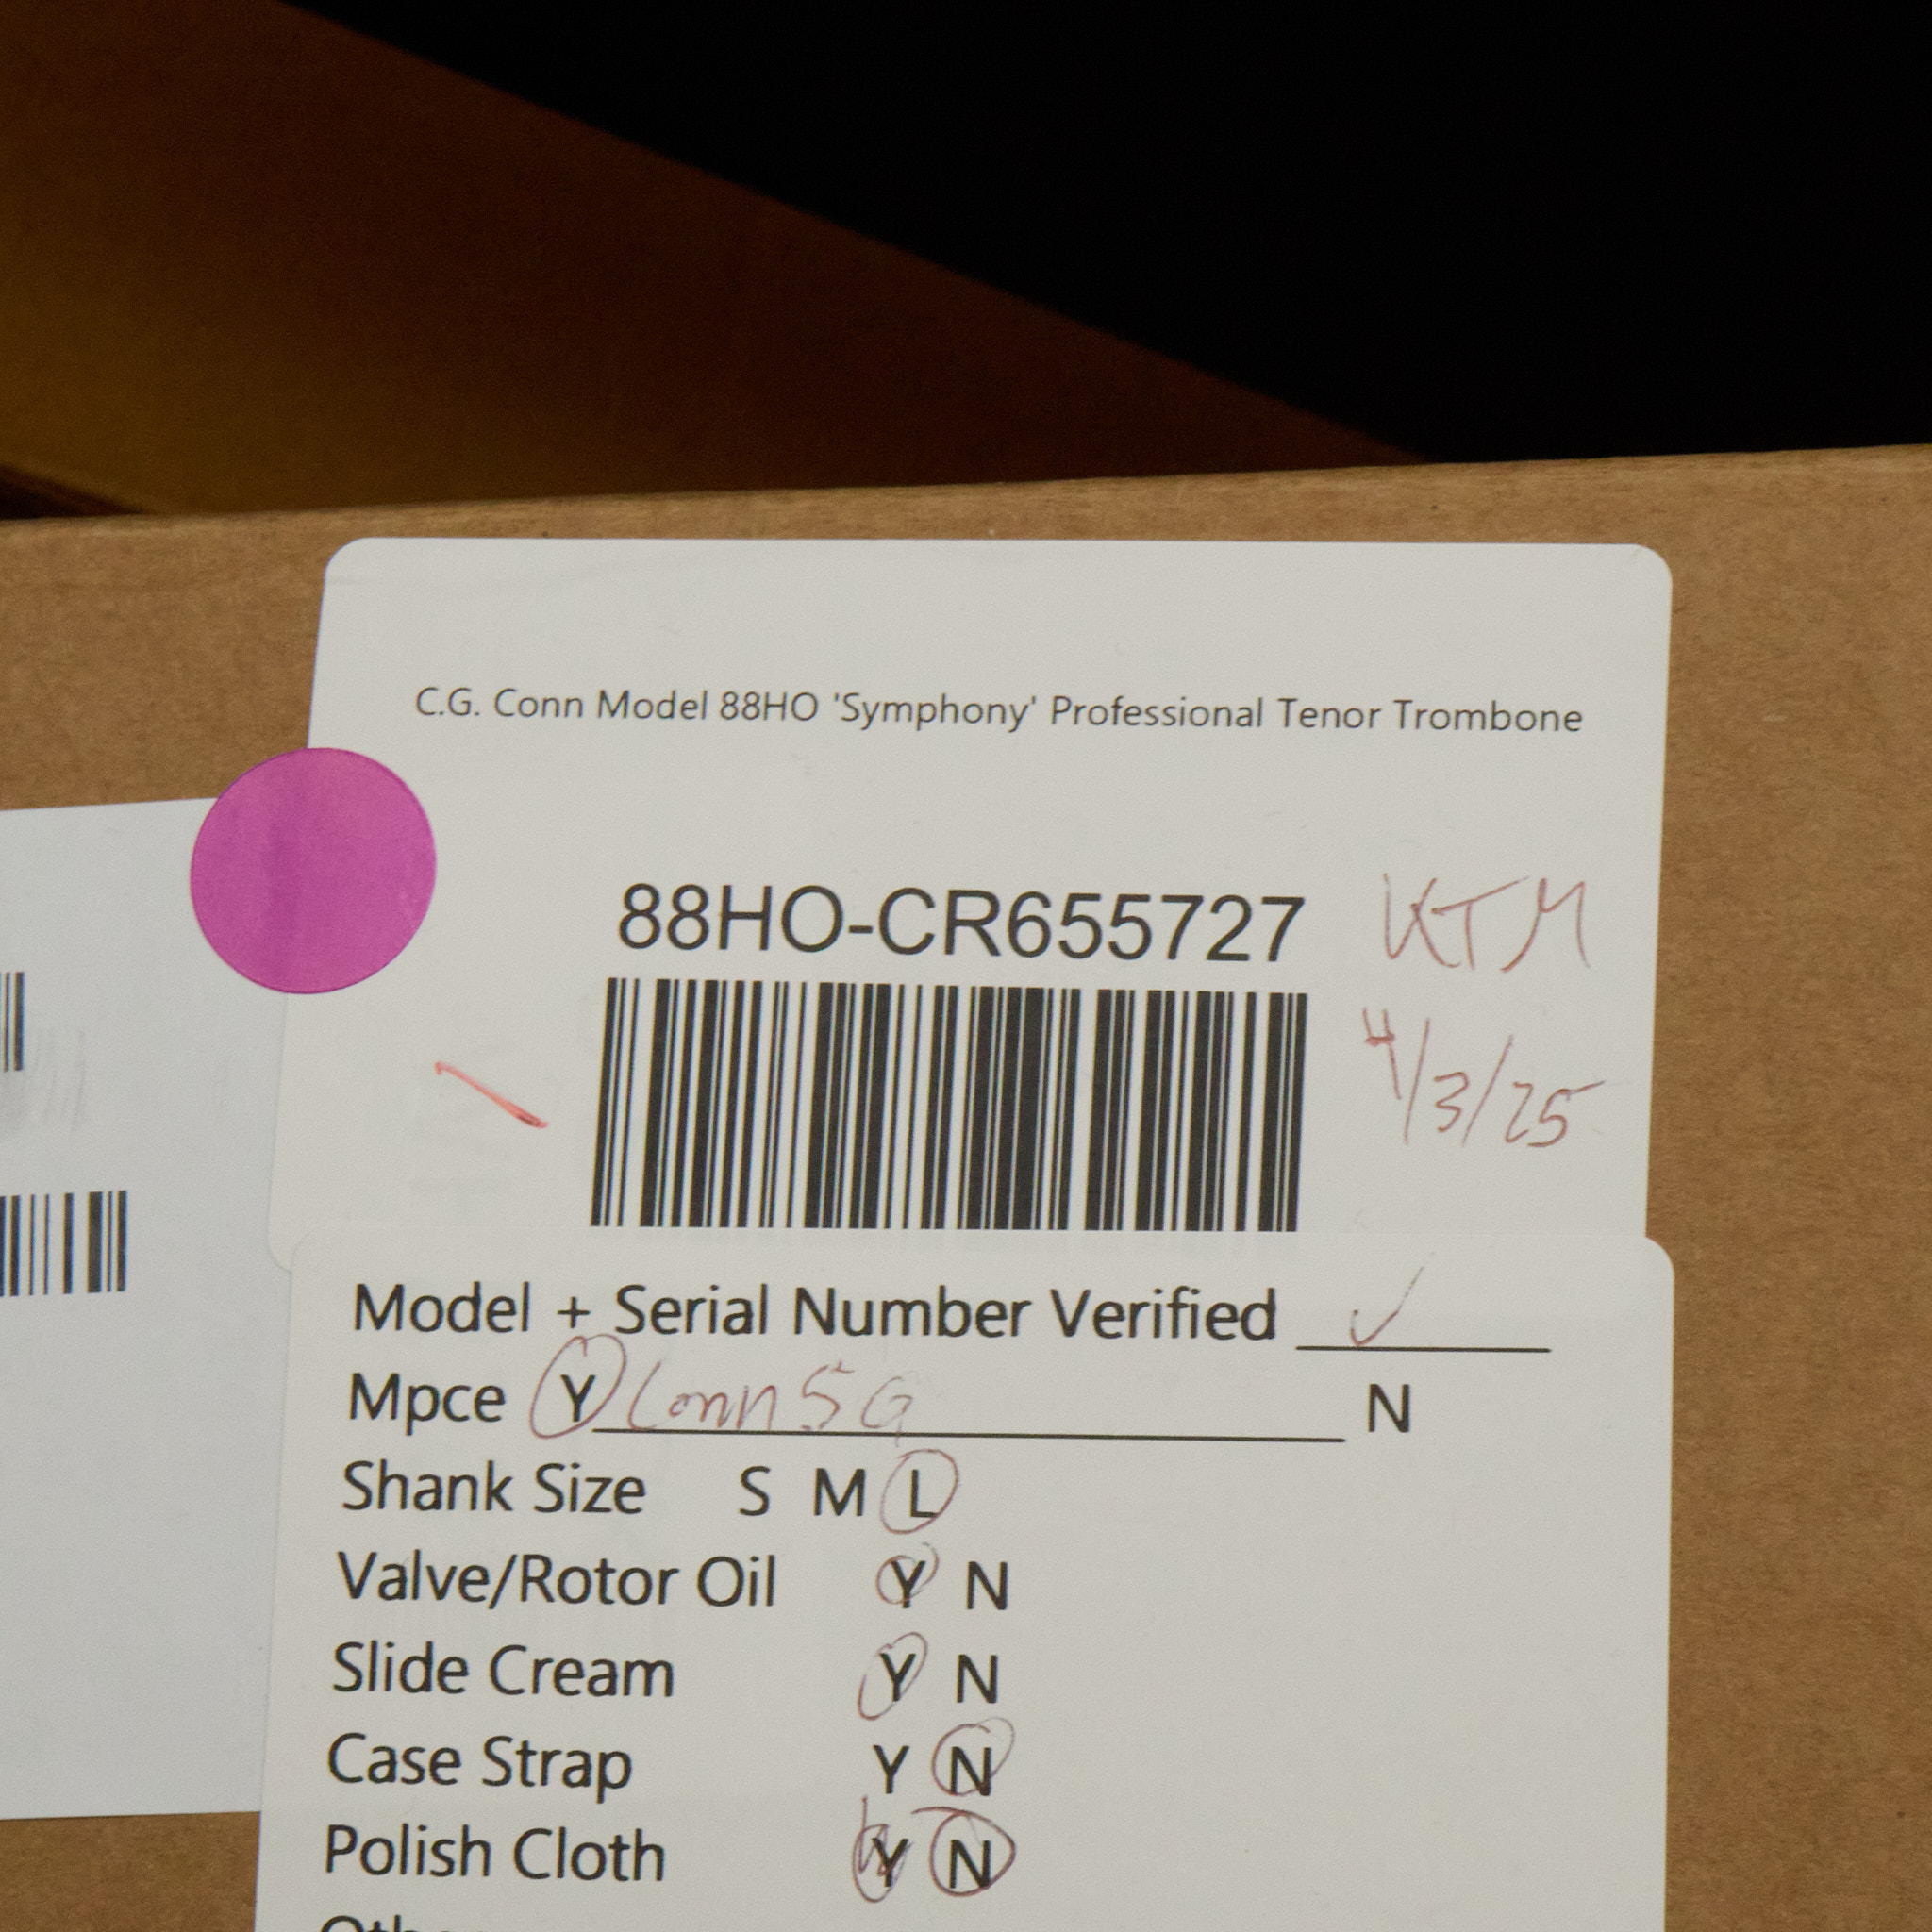 C.G. Conn Model 88HO 'Symphony' Professional Tenor Trombone
88HO-CR655727 KTM
4/3/25
Model + Serial Number Verified ✓
Mpce Y Conn 5G N
Shank Size S M L
Valve/Rotor Oil Y N
Slide Cream Y N
Case Strap Y N
Polish Cloth Y N